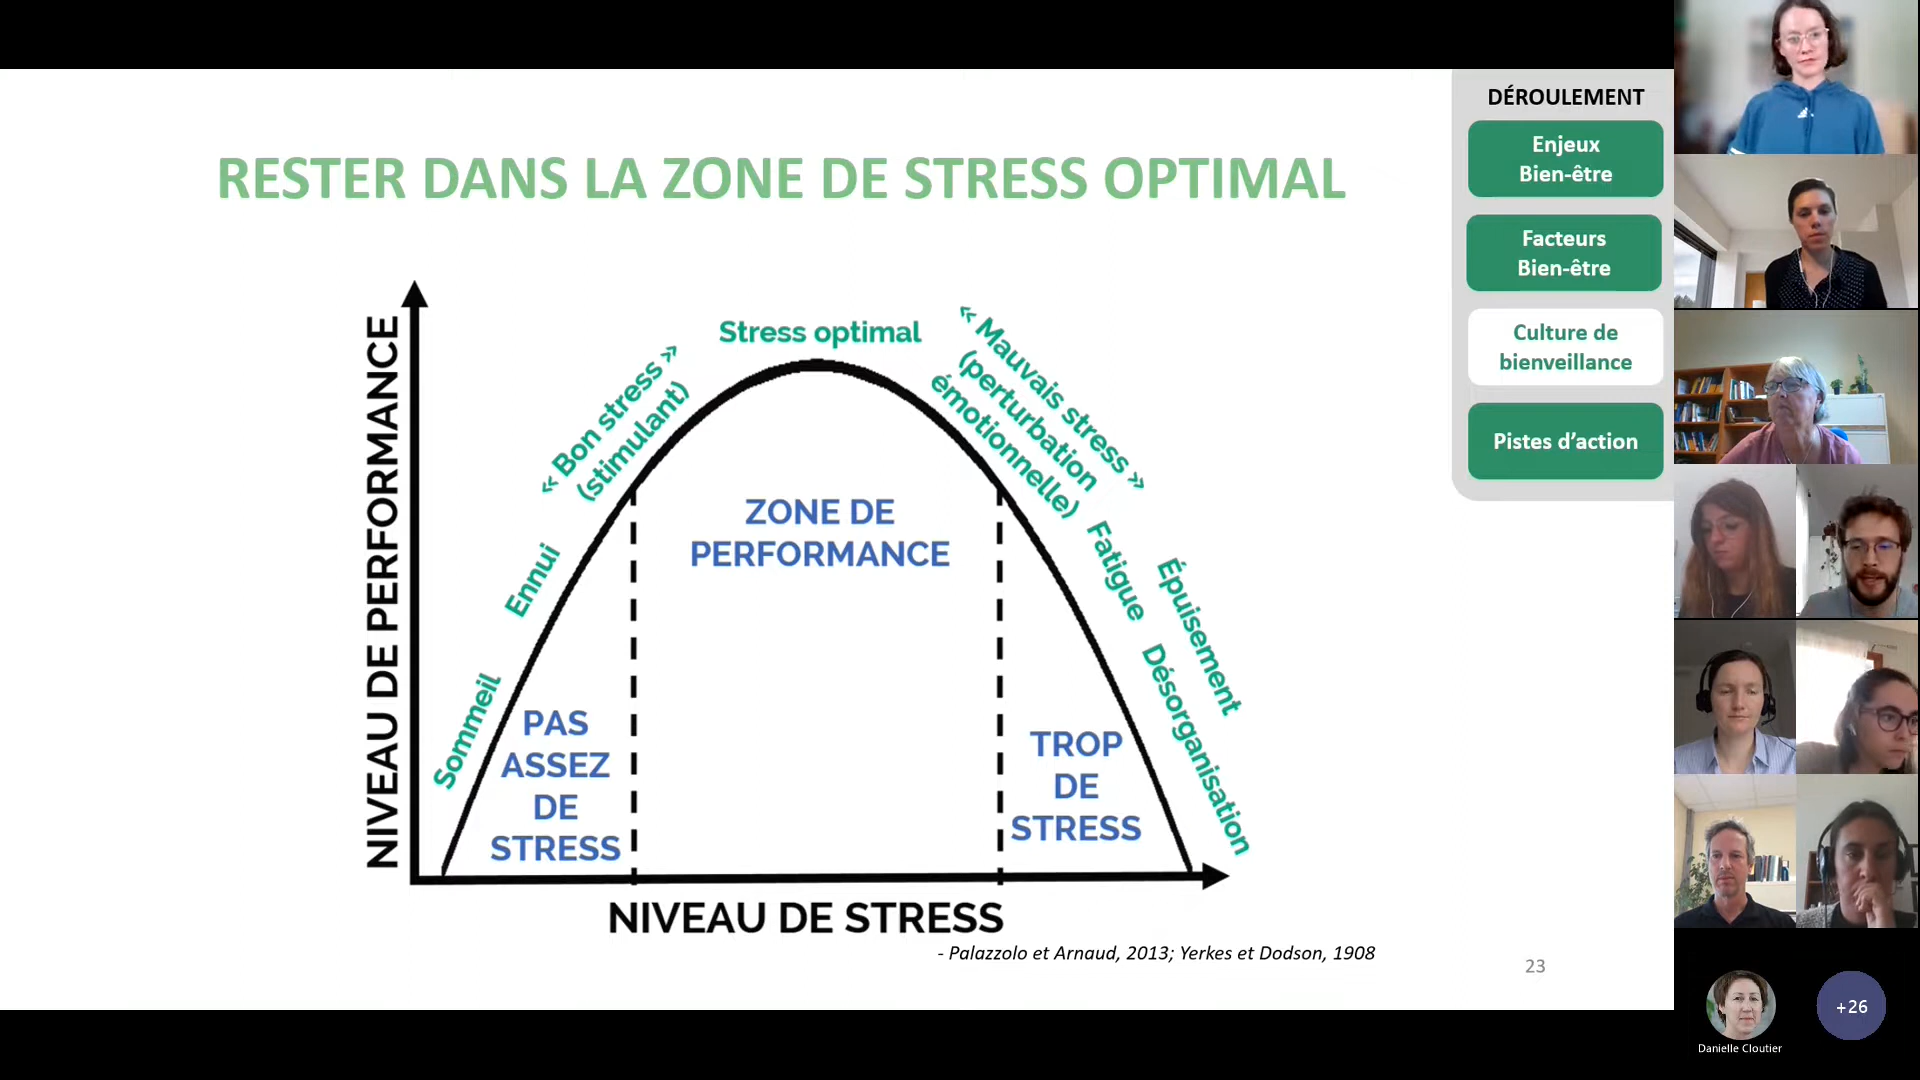 RESTER DANS LA ZONE DE STRESS OPTIMAL
NIVEAU DE PERFORMANCE
Sommeil
Ennui
« Bon stress »
(stimulant)
Stress optimal
« Mauvais stress »
(perturbation
émotionnelle)
Fatigue
Épuisement
Désorganisation
PAS
ASSEZ
DE
STRESS
ZONE DE
PERFORMANCE
TROP
DE
STRESS
NIVEAU DE STRESS
- Palazzolo et Arnaud, 2013; Yerkes et Dodson, 1908
23
DÉROULEMENT
Enjeux
Bien-être
Facteurs
Bien-être
Culture de
bienveillance
Pistes d’action
+26
Danielle Cloutier